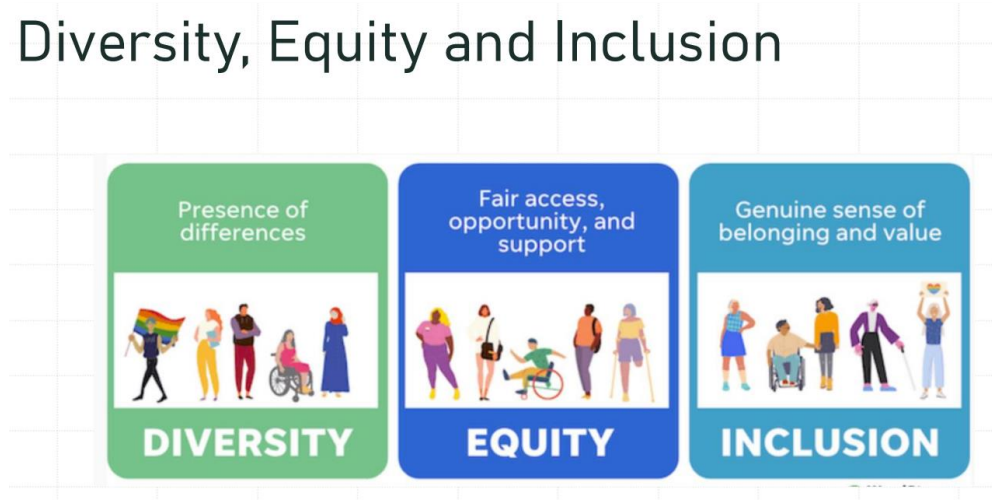 Diversity, Equity and Inclusion
Presence of
differences
DIVERSITY
Fair access,
opportunity, and
support
EQUITY
Genuine sense of
belonging and value
INCLUSION